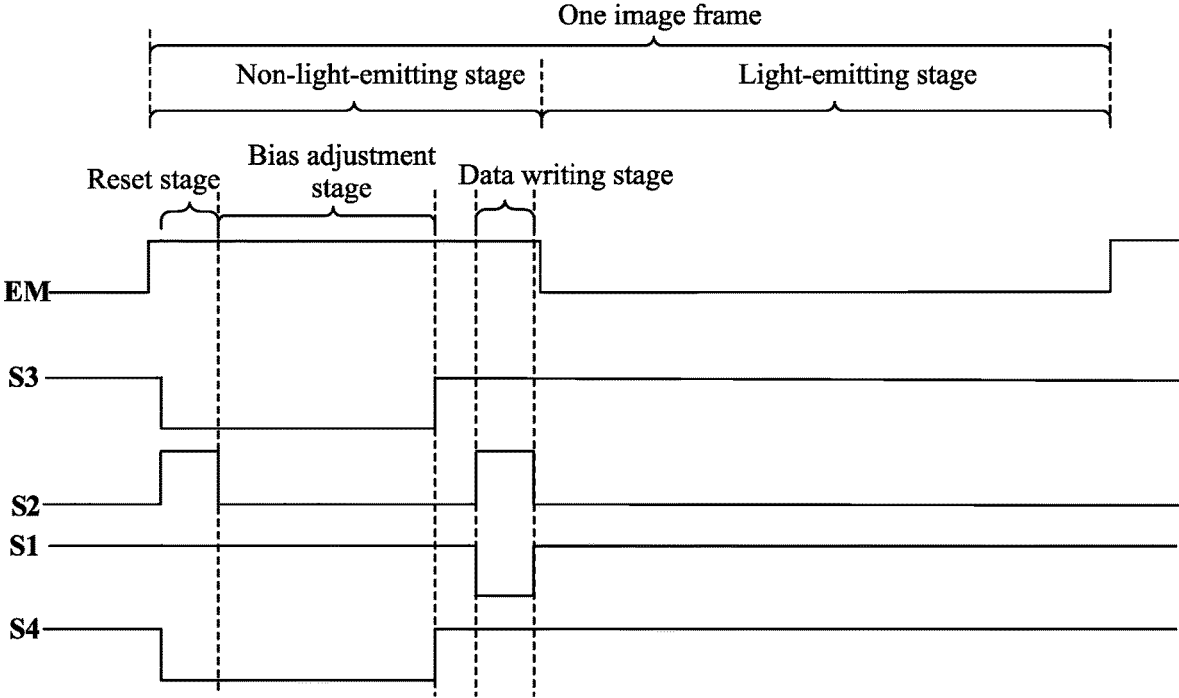 One image frame
Non-light-emitting stage
Light-emitting stage
Bias adjustment
stage
Reset stage
Data writing stage
EM
S3
S2
S1
S4